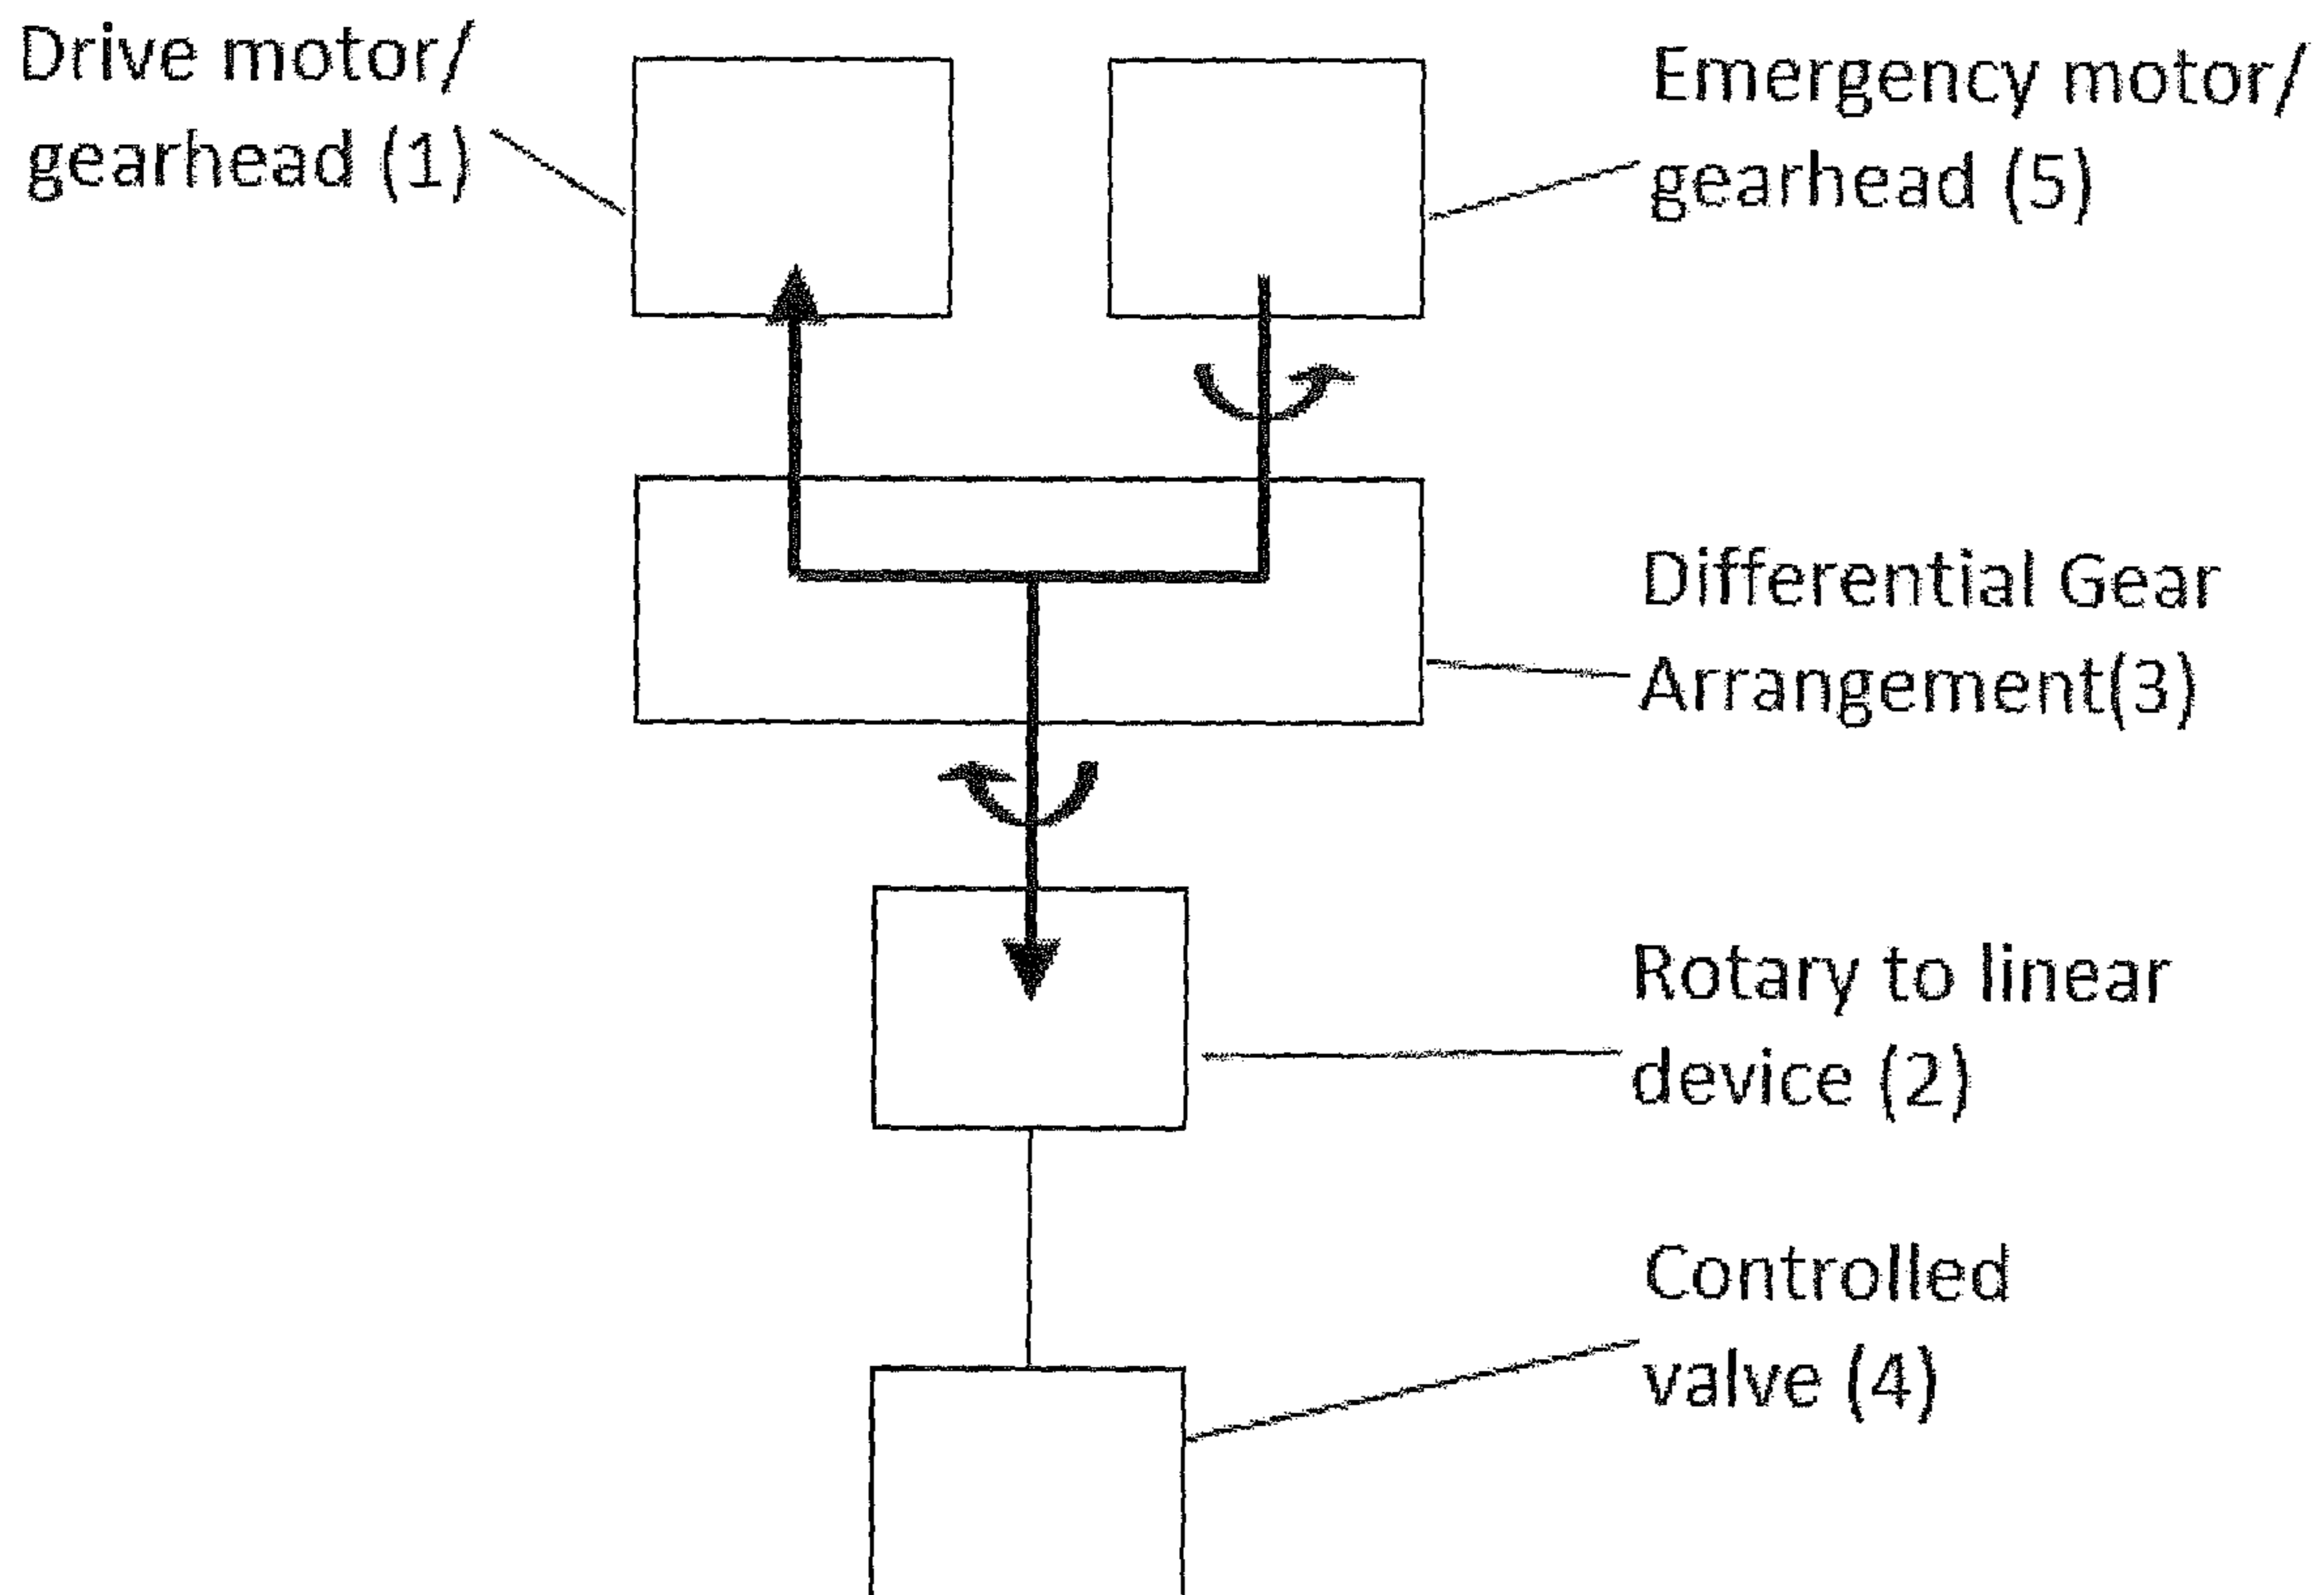 Drive motor/
gearhead (1)
Emergency motor/
gearhead (5)
Differential Gear
Arrangement(3)
Rotary to linear
device (2)
Controlled
valve (4)